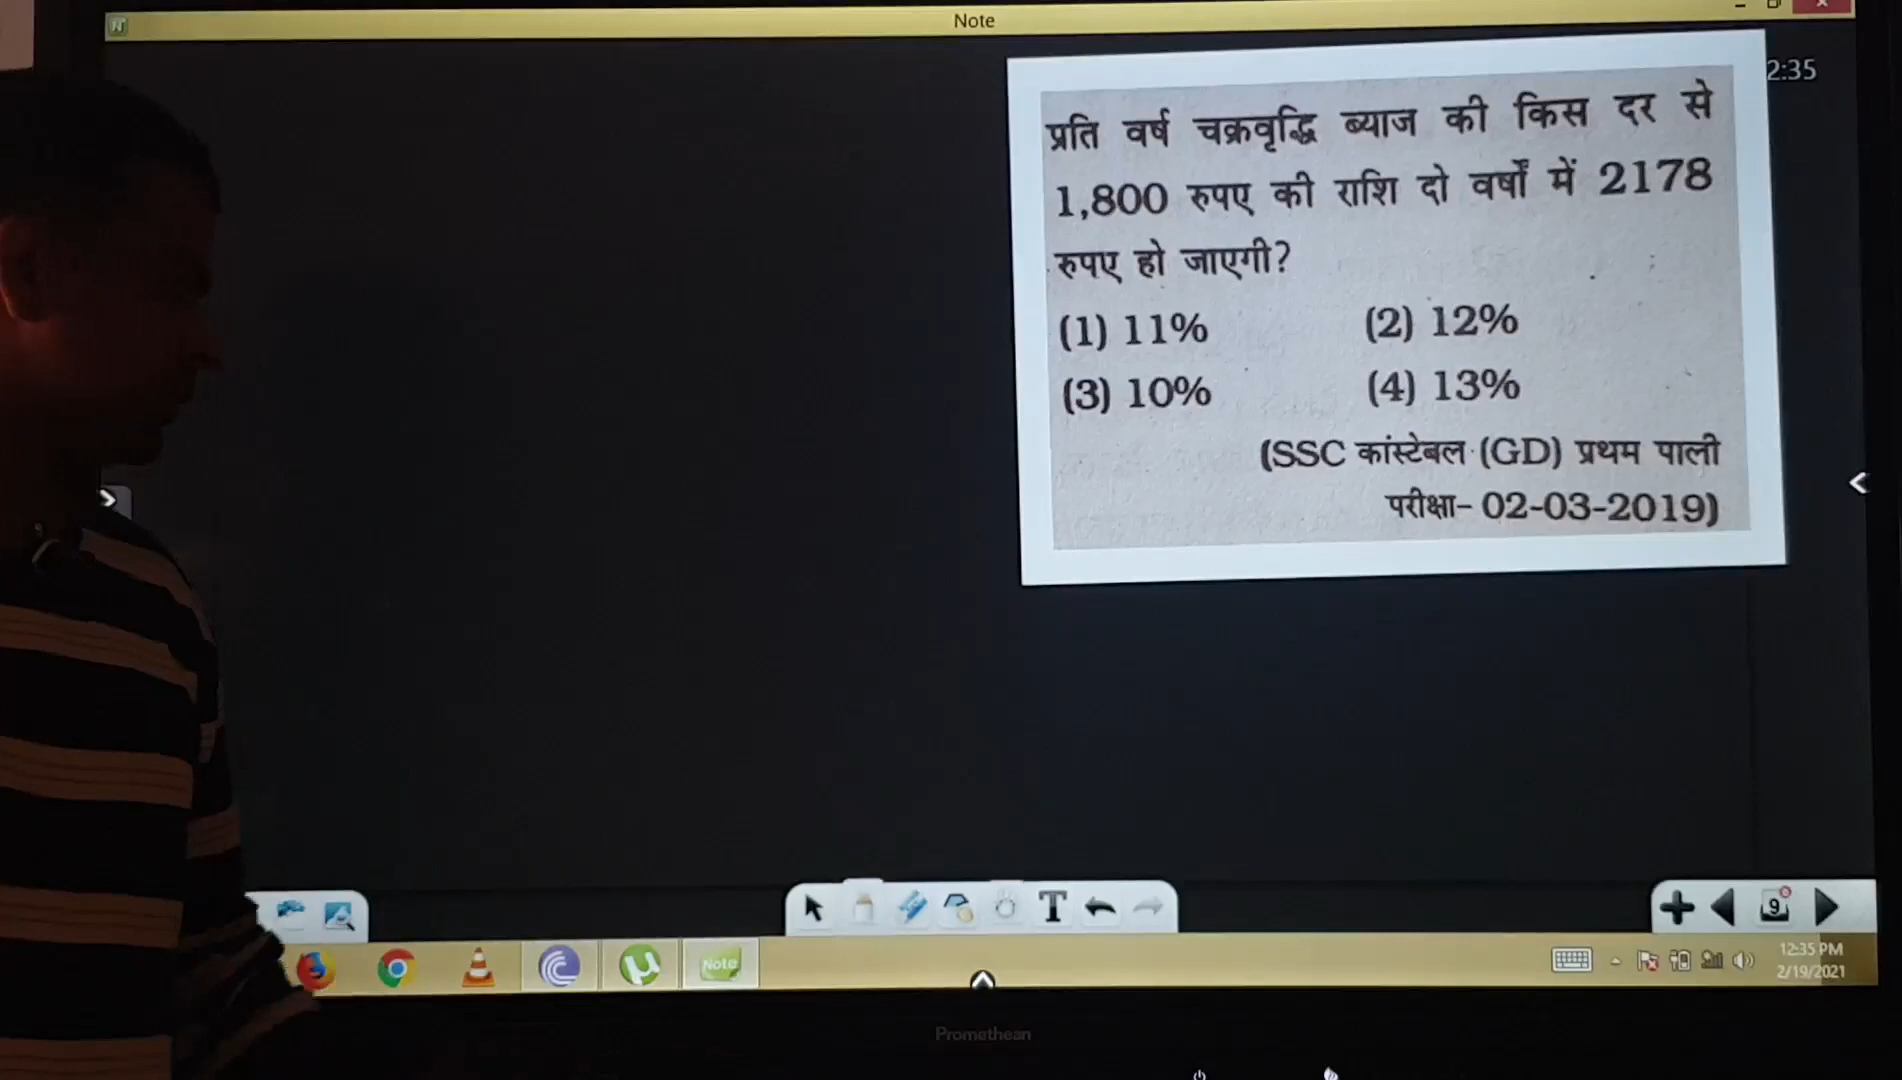 Note
2:35
प्रति वर्ष चक्रवृद्धि ब्याज की किस दर से
1,800 रुपए की राशि दो वर्षों में 2178
रुपए हो जाएगी?
(1) 11% (2) 12%
(3) 10% (4) 13%
(SSC कांस्टेबल (GD) प्रथम पाली
परीक्षा- 02-03-2019)
T
9
Note
12:35 PM
2/19/2021
Promethean